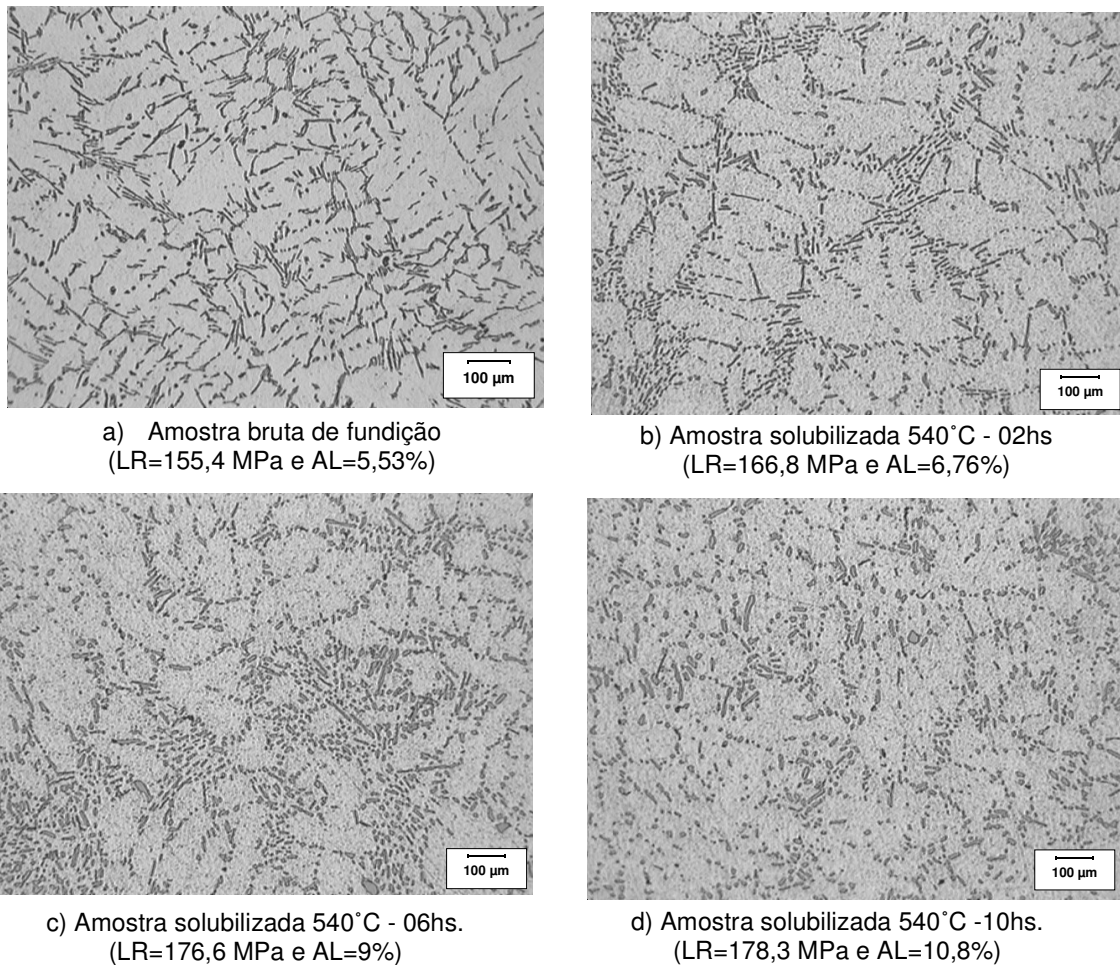 100 µm
100 µm
a) Amostra bruta de fundição
(LR=155,4 MPa e AL=5,53%)
b) Amostra solubilizada 540˚C - 02hs
(LR=166,8 MPa e AL=6,76%)
100 µm
100 µm
c) Amostra solubilizada 540˚C - 06hs.
(LR=176,6 MPa e AL=9%)
d) Amostra solubilizada 540˚C -10hs.
(LR=178,3 MPa e AL=10,8%)